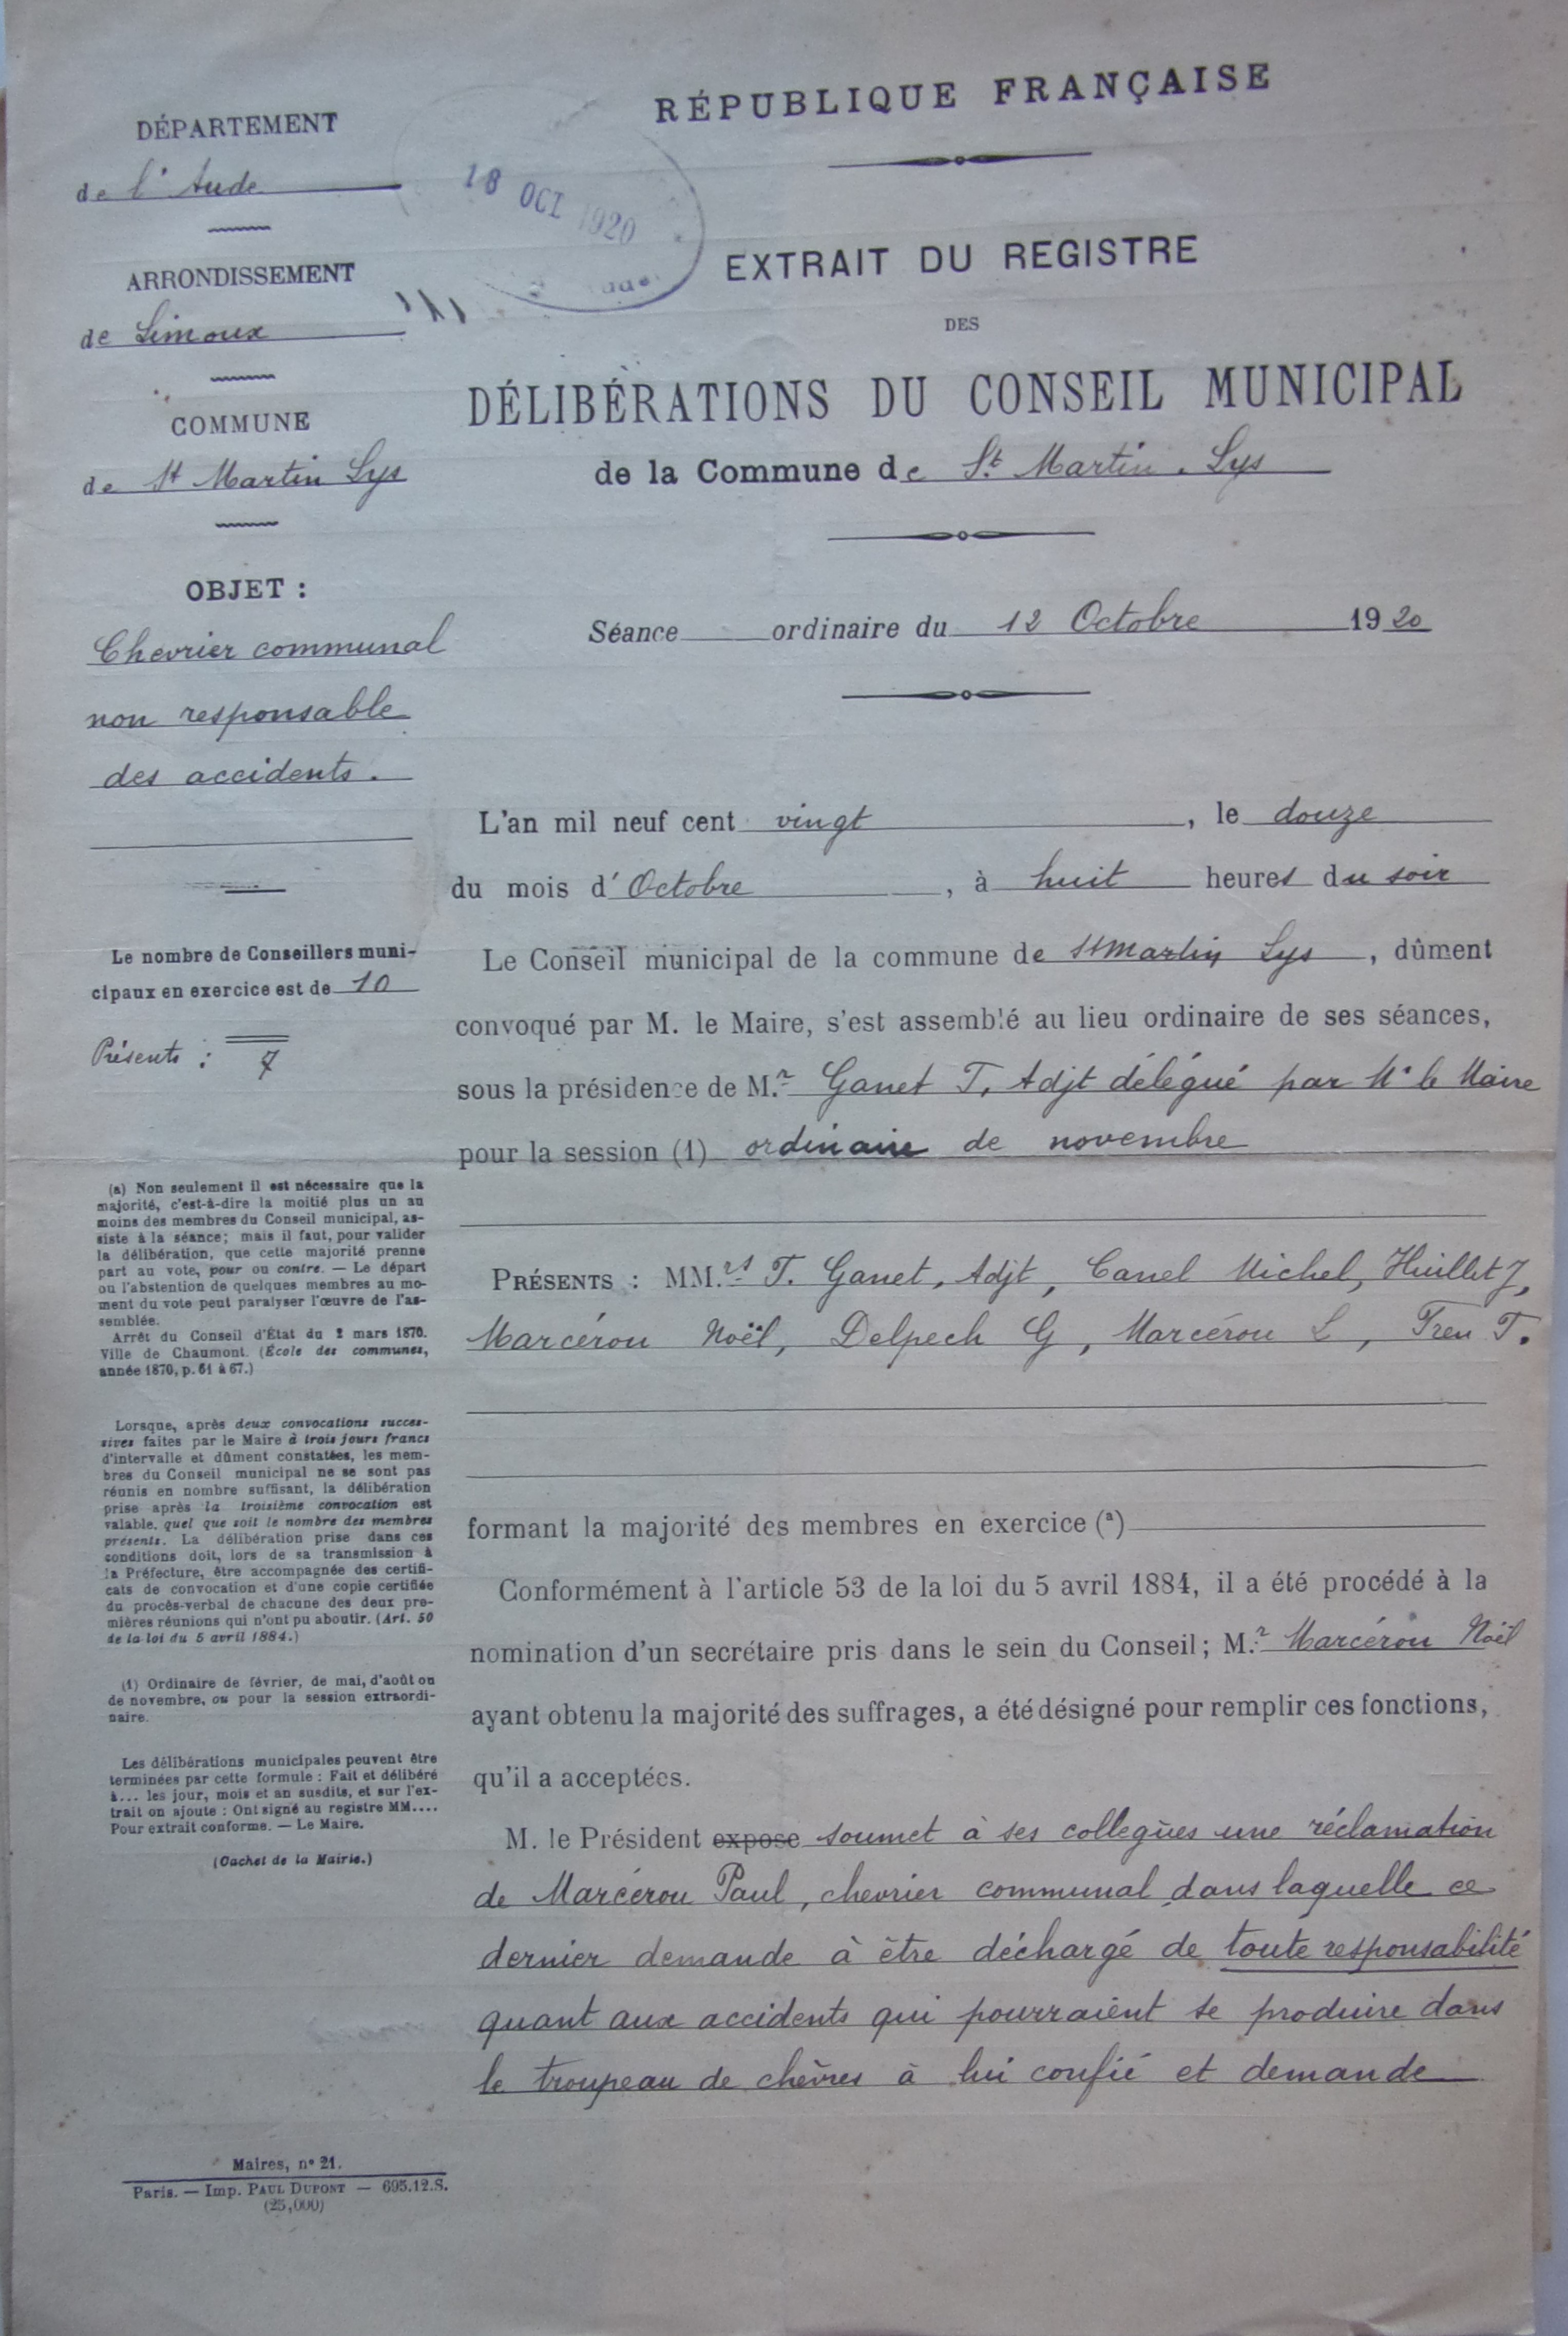 RÉPUBLIQUE FRANÇAISE
DÉPARTEMENT
de l'Aude
18 OCT 1920
ARRONDISSEMENT
de Limoux
COMMUNE
de St Martin Lys
EXTRAIT DU REGISTRE
DES
DÉLIBÉRATIONS DU CONSEIL MUNICIPAL
de la Commune de St Martin. Lys
OBJET :
Chevrier communal
non responsable
des accidents.
Séance ordinaire du 12 Octobre 1920
L'an mil neuf cent vingt, le douze
du mois d'Octobre, à huit heures du soir
Le Conseil municipal de la commune de St Martin Lys, dûment
convoqué par M. le Maire, s'est assemblé au lieu ordinaire de ses séances,
sous la présidence de M.r Ganet T, Adjt délégué par Mr le Maire
pour la session (1) ordinaire de novembre
Le nombre de Conseillers muni-
cipaux en exercice est de 10
Présents : 7
PRÉSENTS : MM.rs T. Ganet, Adjt, Canel Michel, Huillet J,
Marcérou Noël, Delpech G, Marcérou L, Tren T.
formant la majorité des membres en exercice (a)
Conformément à l'article 53 de la loi du 5 avril 1884, il a été procédé à la
nomination d'un secrétaire pris dans le sein du Conseil; M.r Marcérou Noël
ayant obtenu la majorité des suffrages, a été désigné pour remplir ces fonctions,
qu'il a acceptées.
M. le Président expose soumet à ses collegùes une réclamation
de Marcérou Paul, chevrier communal dans laquelle ce
dernier demande à être déchargé de toute responsabilité
quant aux accidents qui pourraient se produire dans
le troupeau de chèvres à lui confié et demande
(a) Non seulement il est nécessaire que la
majorité, c'est-à-dire la moitié plus un au
moins des membres du Conseil municipal, as-
siste à la séance; mais il faut, pour valider
la délibération, que cette majorité prenne
part au vote, pour ou contre. — Le départ
ou l'abstention de quelques membres au mo-
ment du vote peut paralyser l'œuvre de l'as-
semblée.
Arrêt du Conseil d'État du 2 mars 1870.
Ville de Chaumont. (École des communes,
année 1870, p. 61 à 67.)
Lorsque, après deux convocations succes-
sives faites par le Maire à trois jours francs
d'intervalle et dûment constatées, les mem-
bres du Conseil municipal ne se sont pas
réunis en nombre suffisant, la délibération
prise après la troisième convocation est
valable, quel que soit le nombre des membres
présents. La délibération prise dans ces
conditions doit, lors de sa transmission à
la Préfecture, être accompagnée des certifi-
cats de convocation et d'une copie certifiée
du procès-verbal de chacune des deux pre-
mières réunions qui n'ont pu aboutir. (Art. 50
de la loi du 5 avril 1884.)
(1) Ordinaire de février, de mai, d'août ou
de novembre, ou pour la session extraordi-
naire.
Les délibérations municipales peuvent être
terminées par cette formule : Fait et délibéré
à... les jour, mois et an susdits, et sur l'ex-
trait on ajoute : Ont signé au registre MM....
Pour extrait conforme. — Le Maire.
(Cachet de la Mairie.)
Maires, n° 21.
Paris. — Imp. PAUL DUPONT — 695.12.S.
(25,000)